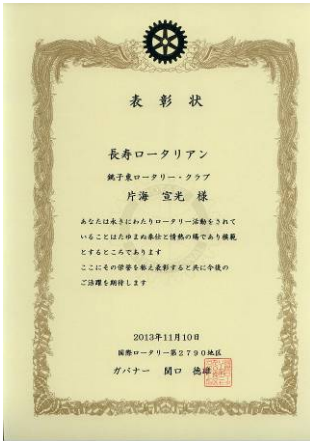 表彰状
長寿ロータリアン
銚子東ロータリー・クラブ
片海 宣光 様
あなたは永きにわたりロータリー活動をされて
いることはたゆまぬ奉仕と情熱の賜であり模範
とするところであります
ここにその栄誉を称え表彰すると共に今後の
ご活躍を期待します
2013年11月10日
国際ロータリー第2790地区
ガバナー 関口 徳雄